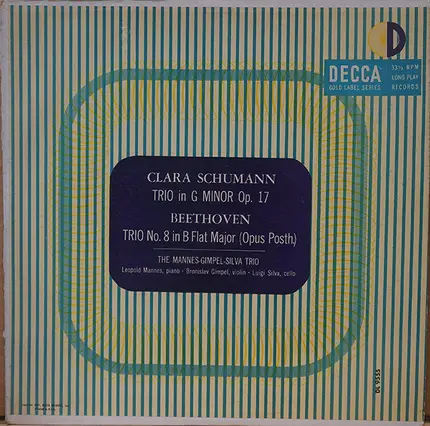 DECCA
GOLD LABEL SERIES
33⅓ RPM
LONG PLAY
RECORDS
CLARA SCHUMANN
TRIO in G MINOR Op. 17
BEETHOVEN
TRIO No. 8 in B Flat Major (Opus Posth.)
THE MANNES-GIMPEL-SILVA TRIO
Leopold Mannes, piano · Bronislav Gimpel, violin · Luigi Silva, cello
DL 9555